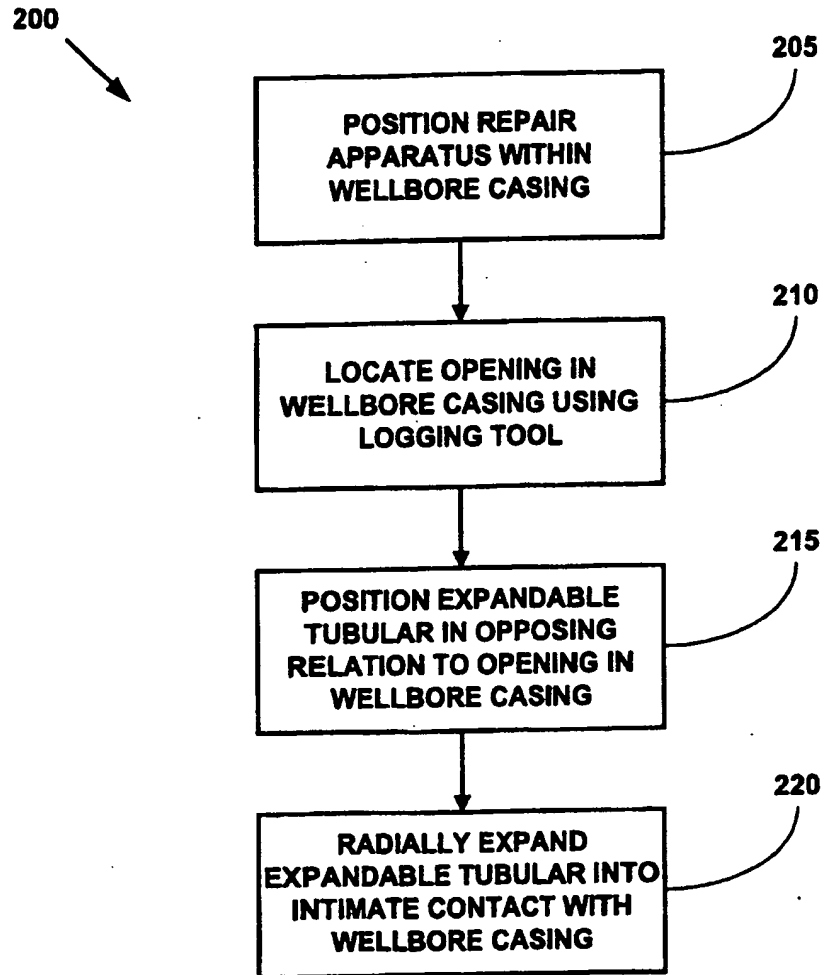 200
205
POSITION REPAIR
APPARATUS WITHIN
WELLBORE CASING
210
LOCATE OPENING IN
WELLBORE CASING USING
LOGGING TOOL
215
POSITION EXPANDABLE
TUBULAR IN OPPOSING
RELATION TO OPENING IN
WELLBORE CASING
220
RADIALLY EXPAND
EXPANDABLE TUBULAR INTO
INTIMATE CONTACT WITH
WELLBORE CASING